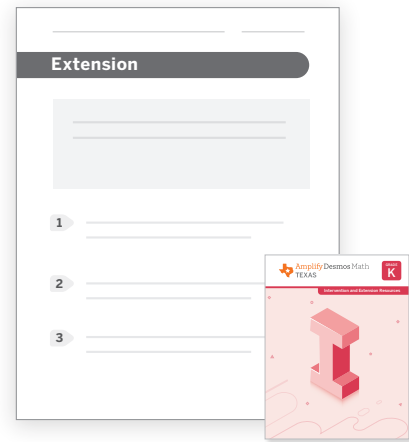 Extension
1
2
3
Amplify Desmos Math
TEXAS
GRADE
K
Intervention and Extension Resources